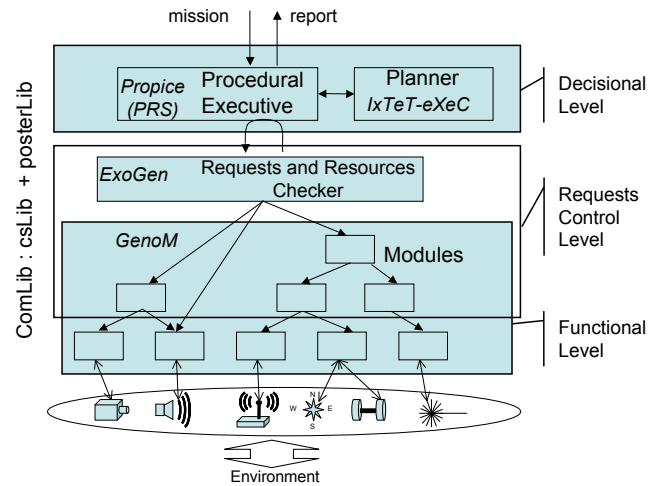 mission report
Propice
(PRS)
Procedural
Executive
Planner
IxTeT-eXeC
Decisional
Level
ComLib : csLib + posterLib
ExoGen
Requests and Resources
Checker
Requests
Control
Level
GenoM
Modules
Functional
Level
N
W E
S
Environment